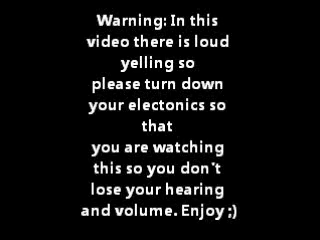 Warning: In this
video there is loud
yelling so
please turn down
your electonics so
that
you are watching
this so you don't
lose your hearing
and volume. Enjoy ;)